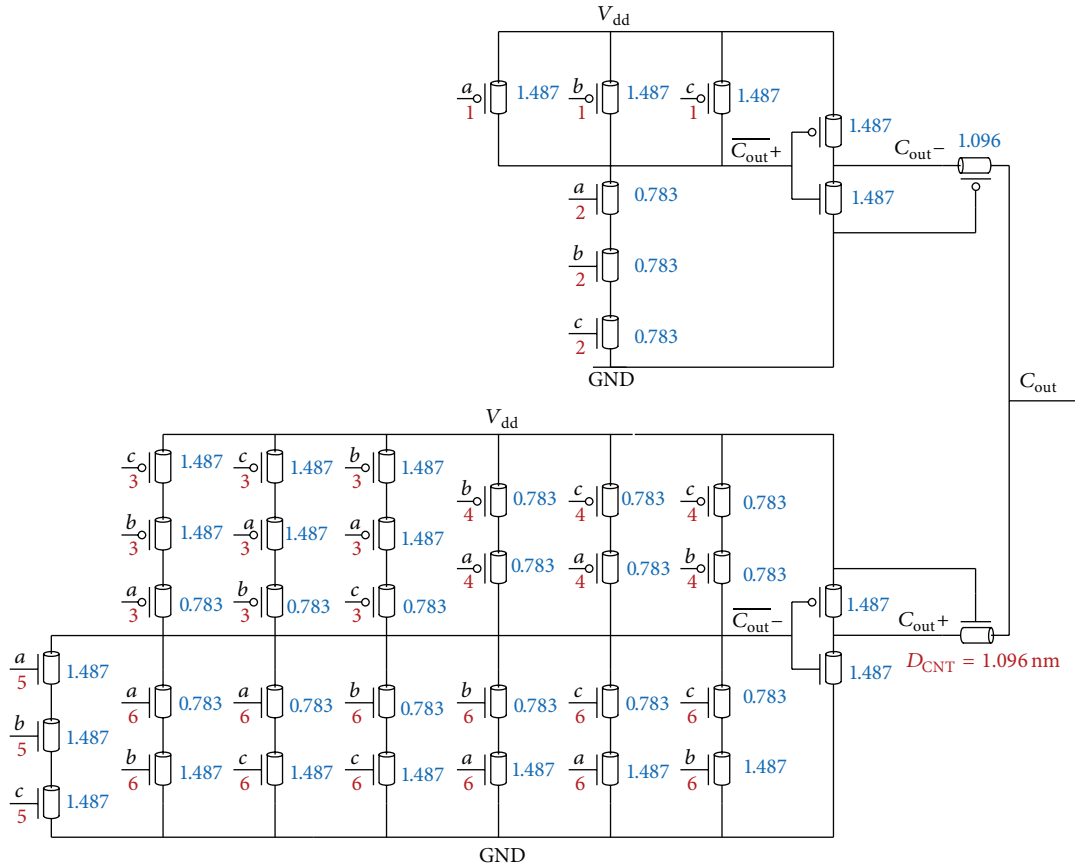 V_dd
a 1 1.487 b 1 1.487 c 1 1.487
1.487
C̅o̅u̅t̅+ C_out− 1.096
a 2 0.783 1.487
b 2 0.783
c 2 0.783
GND
C_out
V_dd
c 3 1.487 c 3 1.487 b 3 1.487
b 4 0.783 c 4 0.783 c 4 0.783
b 3 1.487 a 3 1.487 a 3 1.487
a 4 0.783 a 4 0.783 b 4 0.783
a 3 0.783 b 3 0.783 c 3 0.783 1.487
C̅o̅u̅t̅− C_out+
a 5 1.487 1.487 D_CNT = 1.096 nm
a 6 0.783 a 6 0.783 b 6 0.783 b 6 0.783 c 6 0.783 c 6 0.783
b 5 1.487
b 6 1.487 c 6 1.487 c 6 1.487 a 6 1.487 a 6 1.487 b 6 1.487
c 5 1.487
GND